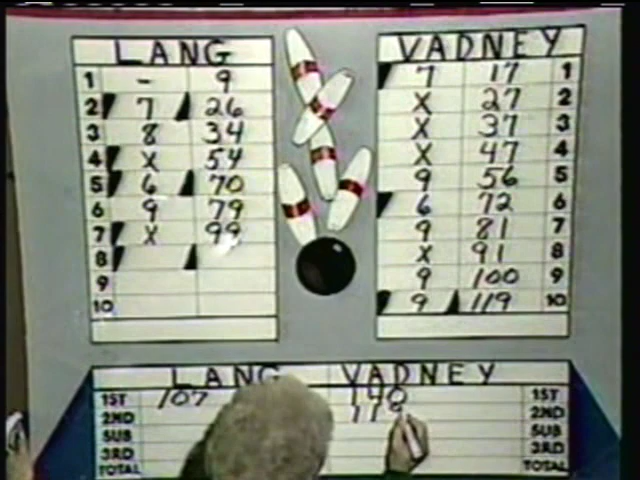 LANG
1 - 9
2 7 26
3 8 34
4 X 54
5 6 70
6 9 79
7 X 99
8
9
10
VADNEY
7 17 1
X 27 2
X 37 3
X 47 4
9 56 5
6 72 6
9 81 7
X 91 8
9 100 9
9 119 10
LANG VADNEY
1ST 107 140 1ST
2ND 11 2ND
SUB SUB
3RD 3RD
TOTAL TOTAL